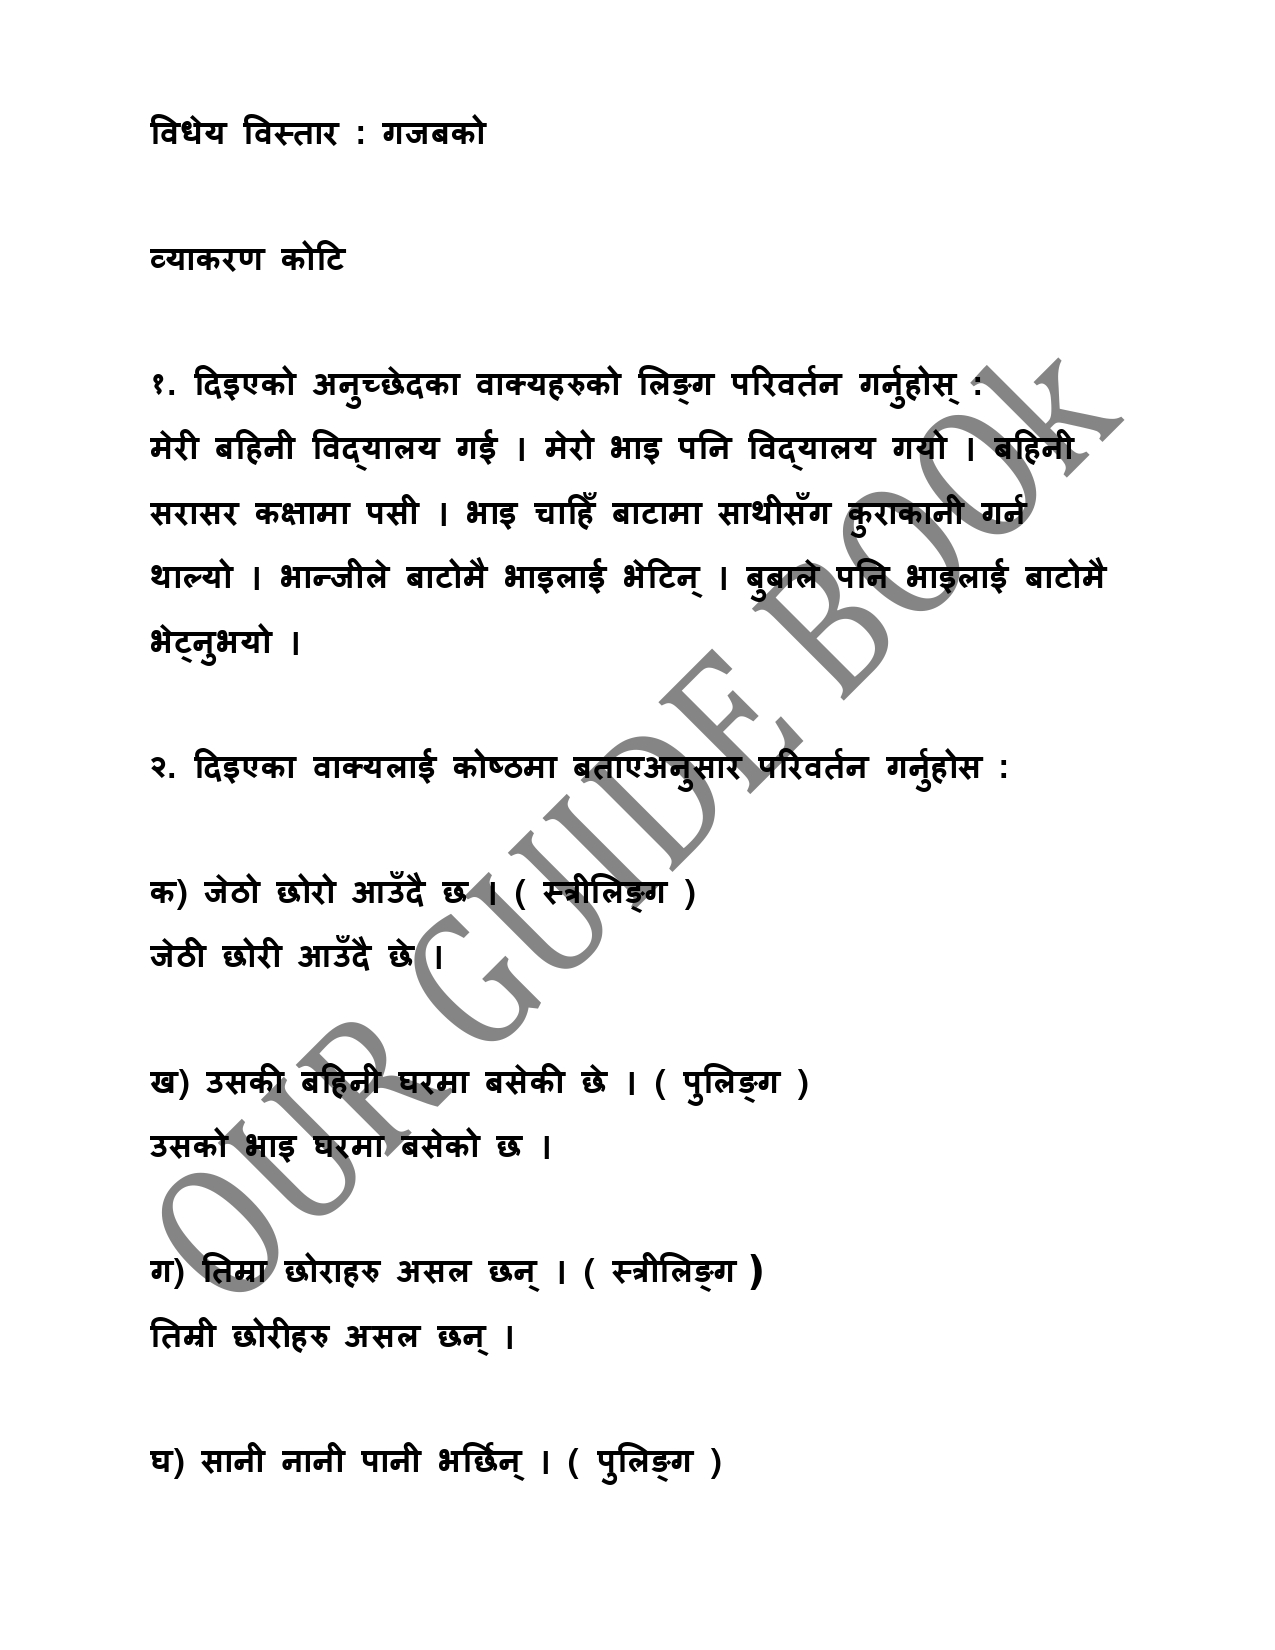 विधेय विस्तार : गजबको
व्याकरण कोटि
१. दिइएको अनुच्छेदका वाक्यहरुको लिङ्ग परिवर्तन गर्नुहोस् :
मेरी बहिनी विद्यालय गई । मेरो भाइ पनि विद्यालय गयो । बहिनी
सरासर कक्षामा पसी । भाइ चाहिँ बाटामा साथीसँग कुराकानी गर्न
थाल्यो । भान्जीले बाटोमै भाइलाई भेटिन् । बुबाले पनि भाइलाई बाटोमै
भेट्नुभयो ।
२. दिइएका वाक्यलाई कोष्ठमा बताएअनुसार परिवर्तन गर्नुहोस :
क) जेठो छोरो आउँदै छ । ( स्त्रीलिङ्ग )
जेठी छोरी आउँदै छे ।
ख) उसकी बहिनी घरमा बसेकी छे । ( पुलिङ्ग )
उसको भाइ घरमा बसेको छ ।
ग) तिम्रा छोराहरु असल छन् । ( स्त्रीलिङ्ग )
तिम्री छोरीहरु असल छन् ।
घ) सानी नानी पानी भर्छिन् । ( पुलिङ्ग )
OUR GUIDE BOOk